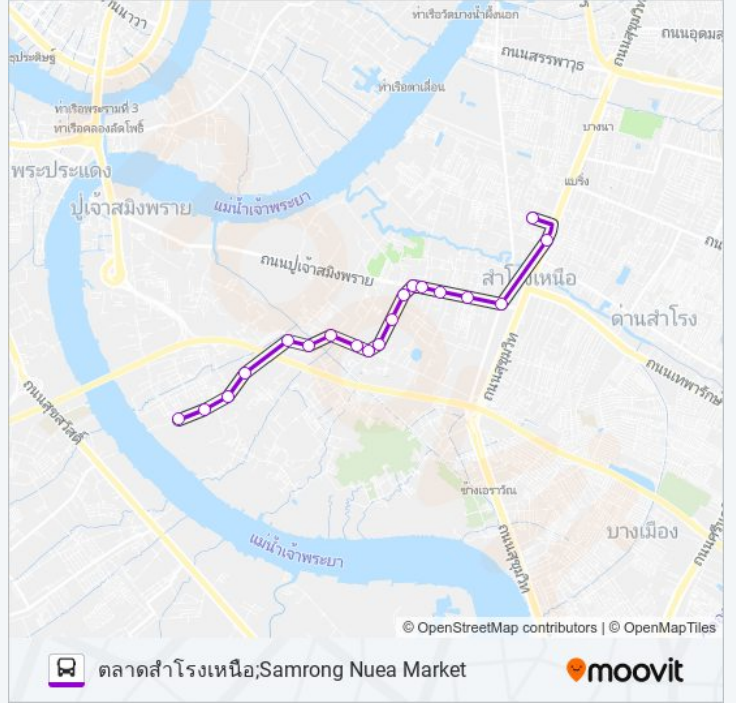 ท่าเรือวัดบางน้ำผึ้งนอก
ถนนสุขุมวิท
ถนนสรรพาวุธ
ท่าเรือตาเลื่อน
ท่าเรือพระรามที่ 3
ท่าเรือคลองลัดโพธิ์
บางนา
พระประแดง
แบริ่ง
ปู่เจ้าสมิงพราย
แม่น้ำเจ้าพระยา
ถนนปู่เจ้าสมิงพราย
สำโรงเหนือ
ด่านสำโรง
ถนนสุขุมวิท
ถนนเทพารักษ์
ถนนสุขสวัสดิ์
ช้างเอราวัณ
แม่น้ำเจ้าพระยา
ถนนสุขุมวิท
บางเมือง
© OpenStreetMap contributors | © OpenMapTiles
ตลาดสำโรงเหนือ;Samrong Nuea Market
moovit